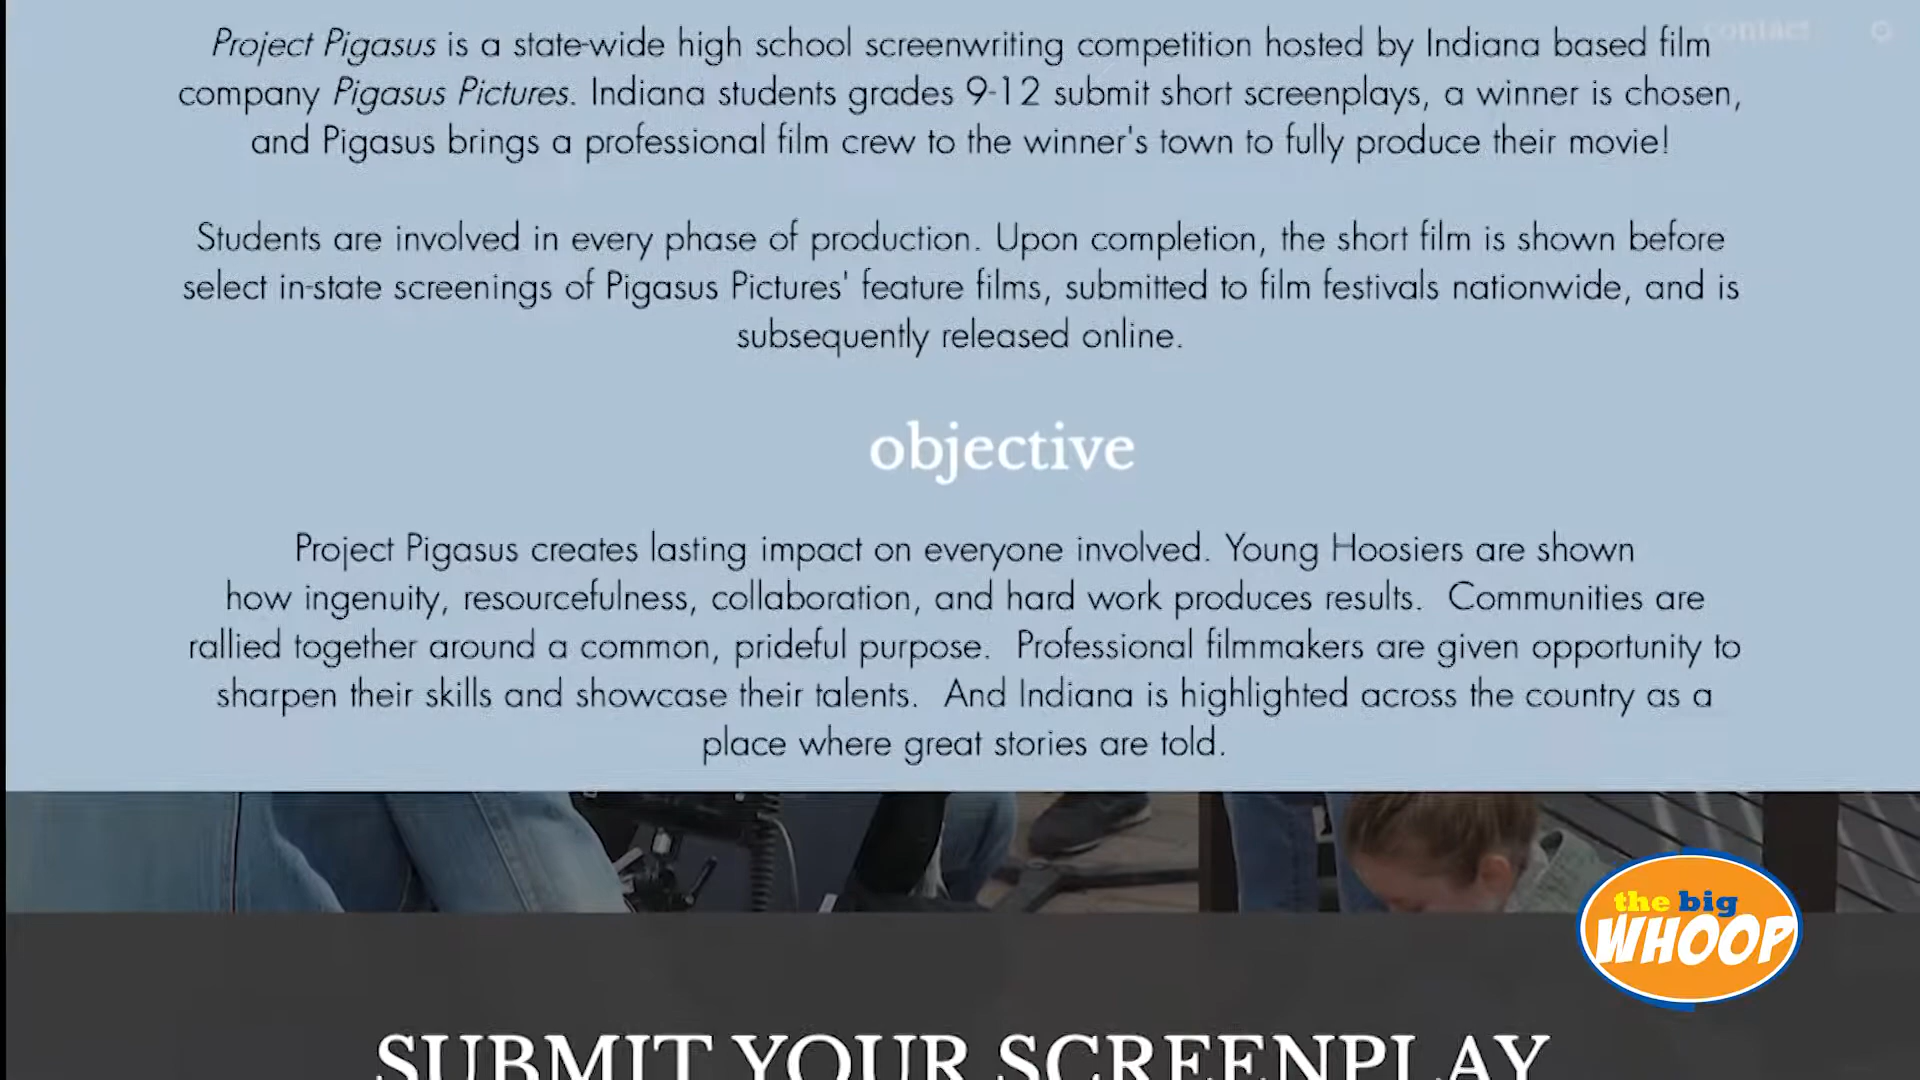 contact
Project Pigasus is a state-wide high school screenwriting competition hosted by Indiana based film
company Pigasus Pictures. Indiana students grades 9-12 submit short screenplays, a winner is chosen,
and Pigasus brings a professional film crew to the winner's town to fully produce their movie!
Students are involved in every phase of production. Upon completion, the short film is shown before
select in-state screenings of Pigasus Pictures' feature films, submitted to film festivals nationwide, and is
subsequently released online.
objective
Project Pigasus creates lasting impact on everyone involved. Young Hoosiers are shown
how ingenuity, resourcefulness, collaboration, and hard work produces results.  Communities are
rallied together around a common, prideful purpose.  Professional filmmakers are given opportunity to
sharpen their skills and showcase their talents.  And Indiana is highlighted across the country as a
place where great stories are told.
the big
WHOOP
SUBMIT YOUR SCREENPLAY